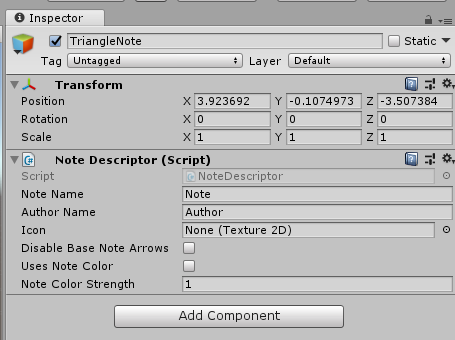 Inspector
TriangleNote Static
Tag Untagged Layer Default
Transform
Position X 3.923692 Y -0.1074973 Z -3.507384
Rotation X 0 Y 0 Z 0
Scale X 1 Y 1 Z 1
Note Descriptor (Script)
Script NoteDescriptor
Note Name Note
Author Name Author
Icon None (Texture 2D)
Disable Base Note Arrows
Uses Note Color
Note Color Strength 1
Add Component